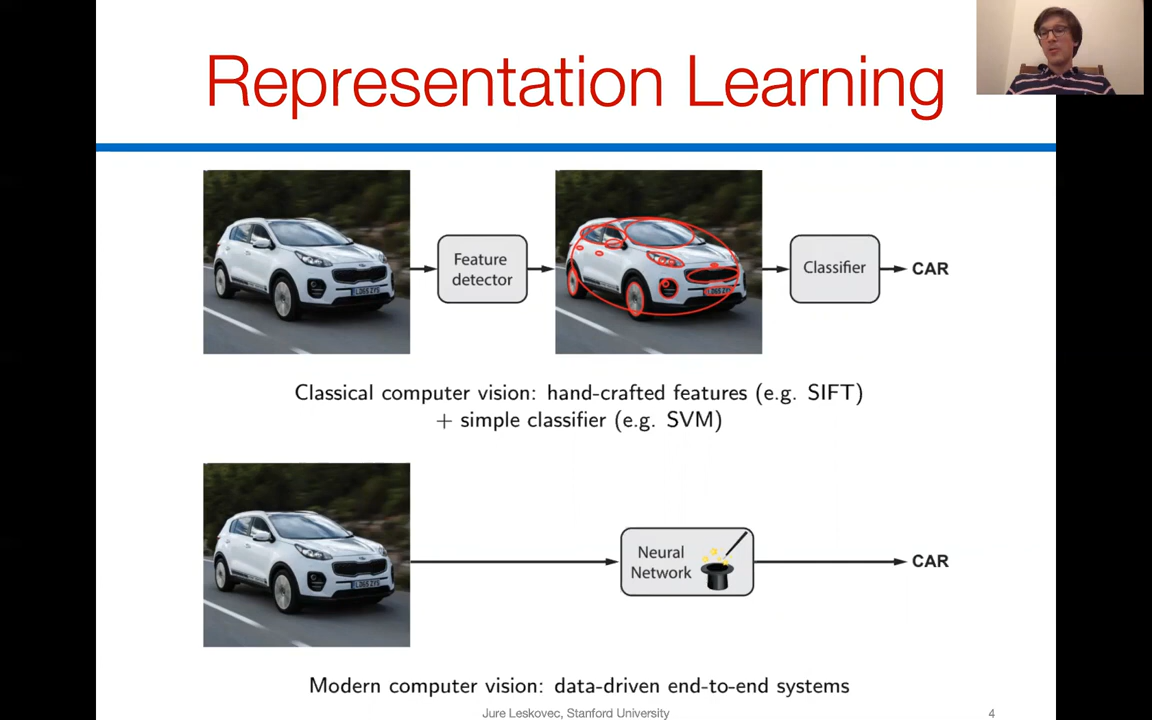 Representation Learning
Feature
detector
Classifier
CAR
Classical computer vision: hand-crafted features (e.g. SIFT)
+ simple classifier (e.g. SVM)
Neural
Network
CAR
Modern computer vision: data-driven end-to-end systems
Jure Leskovec, Stanford University
4